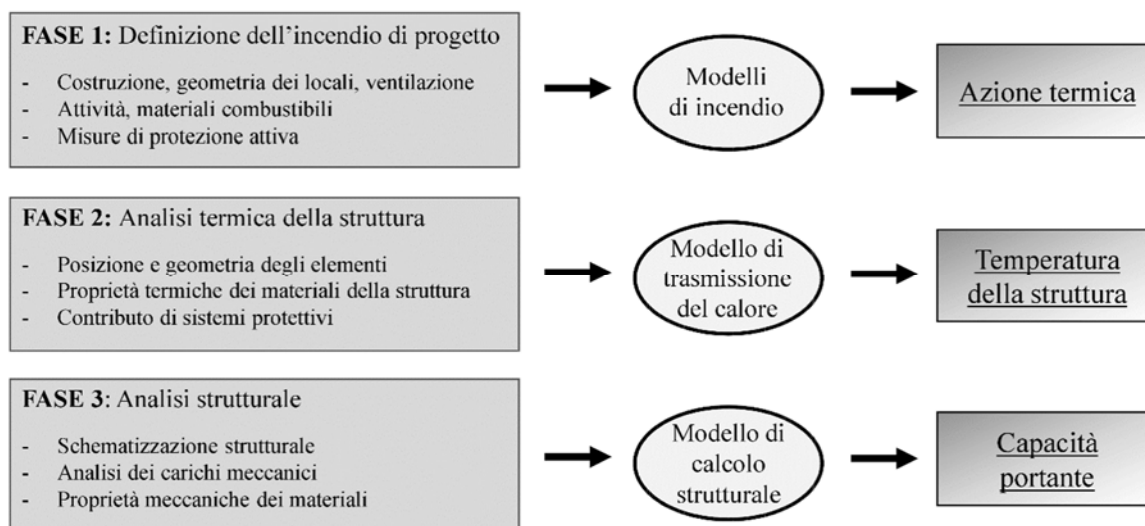 FASE 1: Definizione dell'incendio di progetto
- Costruzione, geometria dei locali, ventilazione
- Attività, materiali combustibili
- Misure di protezione attiva
Modelli
di incendio
Azione termica
FASE 2: Analisi termica della struttura
- Posizione e geometria degli elementi
- Proprietà termiche dei materiali della struttura
- Contributo di sistemi protettivi
Modello di
trasmissione
del calore
Temperatura
della struttura
FASE 3: Analisi strutturale
- Schematizzazione strutturale
- Analisi dei carichi meccanici
- Proprietà meccaniche dei materiali
Modello di
calcolo
strutturale
Capacità
portante